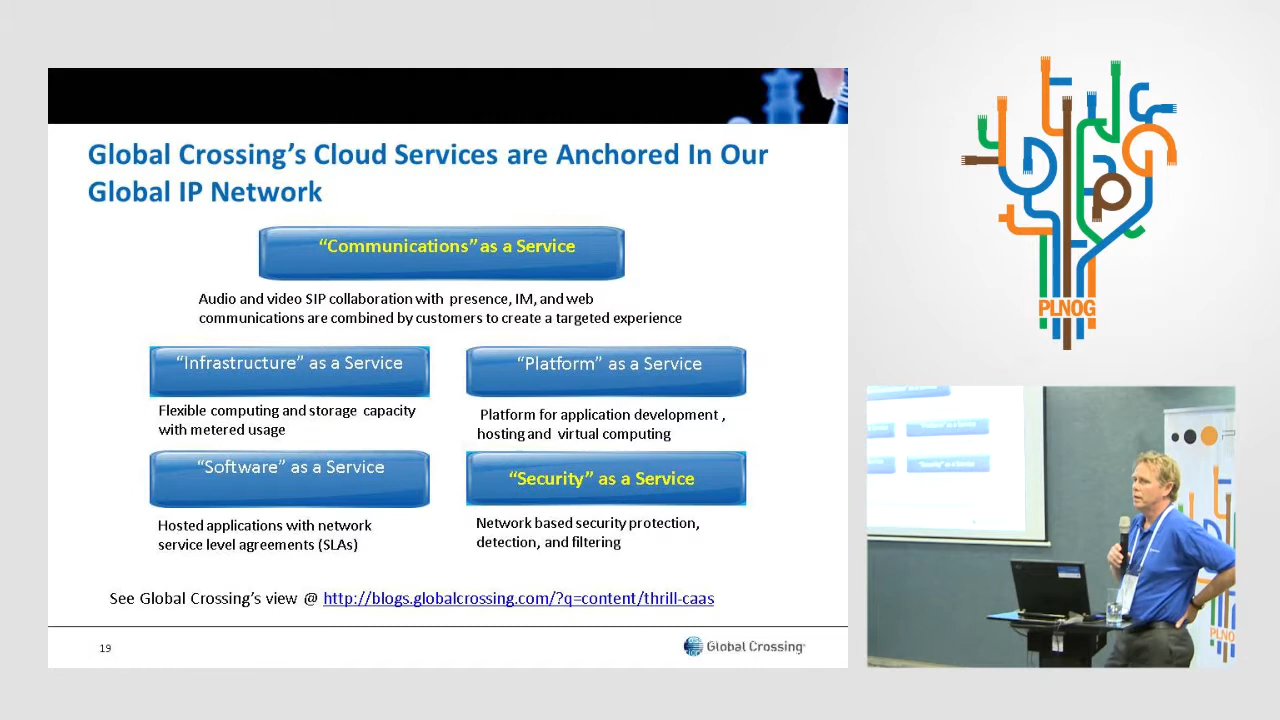 Global Crossing's Cloud Services are Anchored In Our
Global IP Network
“Communications” as a Service
Audio and video SIP collaboration with presence, IM, and web
communications are combined by customers to create a targeted experience
“Infrastructure” as a Service
“Platform” as a Service
Flexible computing and storage capacity
with metered usage
Platform for application development ,
hosting and virtual computing
“Software” as a Service
“Security” as a Service
Hosted applications with network
service level agreements (SLAs)
Network based security protection,
detection, and filtering
See Global Crossing's view @ http://blogs.globalcrossing.com/?q=content/thrill-caas
19
Global Crossing
PLNOG